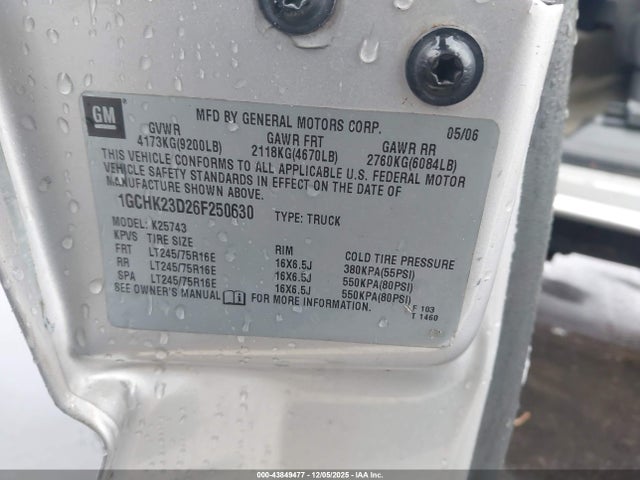 GM
MFD BY GENERAL MOTORS CORP. 05/06
GVWR GAWR FRT GAWR RR
4173KG(9200LB) 2118KG(4670LB) 2760KG(6084LB)
THIS VEHICLE CONFORMS TO ALL APPLICABLE U.S. FEDERAL MOTOR
VEHICLE SAFETY STANDARDS IN EFFECT ON THE DATE OF
MANUFACTURE SHOWN ABOVE.
1GCHK23D26F250630 TYPE: TRUCK
MODEL: K25743
KPVS TIRE SIZE RIM COLD TIRE PRESSURE
FRT LT245/75R16E 16X6.5J 380KPA(55PSI)
RR LT245/75R16E 16X6.5J 550KPA(80PSI)
SPA LT245/75R16E 16X6.5J 550KPA(80PSI)
SEE OWNER'S MANUAL FOR MORE INFORMATION.
F 103
T 1460
000-43849477 - 12/05/2025 - IAA Inc. - Copart